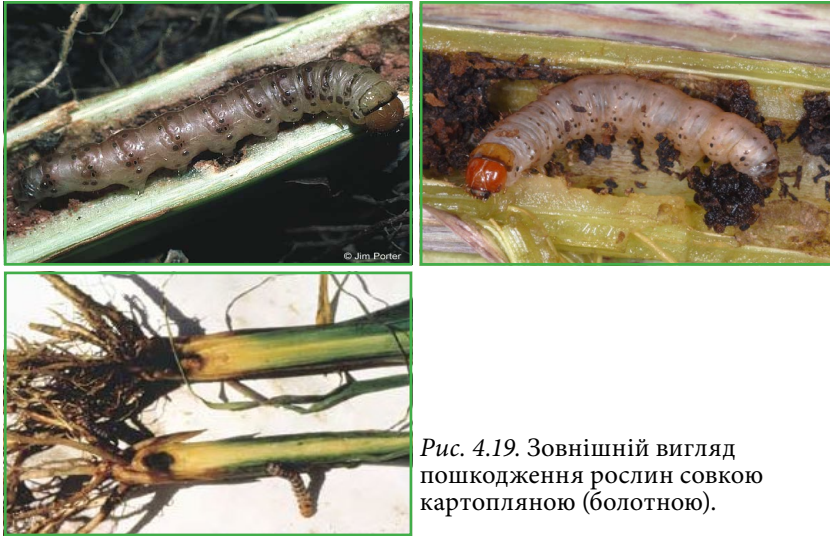 © Jim Porter
Рис. 4.19. Зовнішній вигляд
пошкодження рослин совкою
картопляною (болотною).